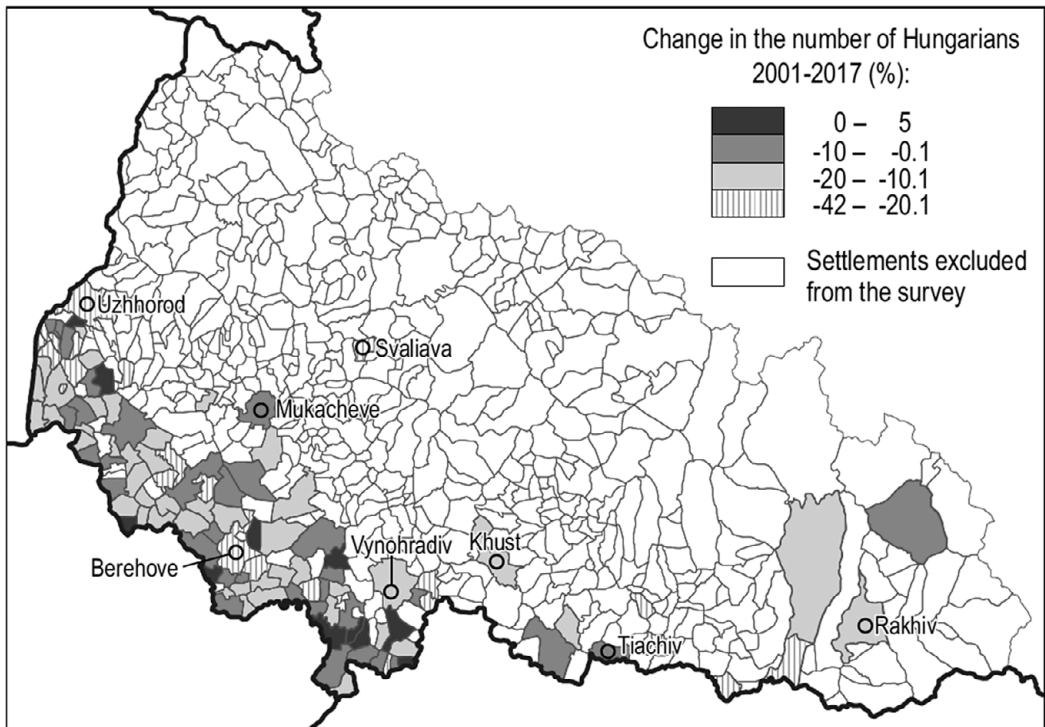 Change in the number of Hungarians
2001-2017 (%):
0 – 5
-10 – -0.1
-20 – -10.1
-42 – -20.1
Settlements excluded
from the survey
Uzhhorod
Svaliava
Mukacheve
Vynohradiv
Khust
Berehove
Rakhiv
Tiachiv